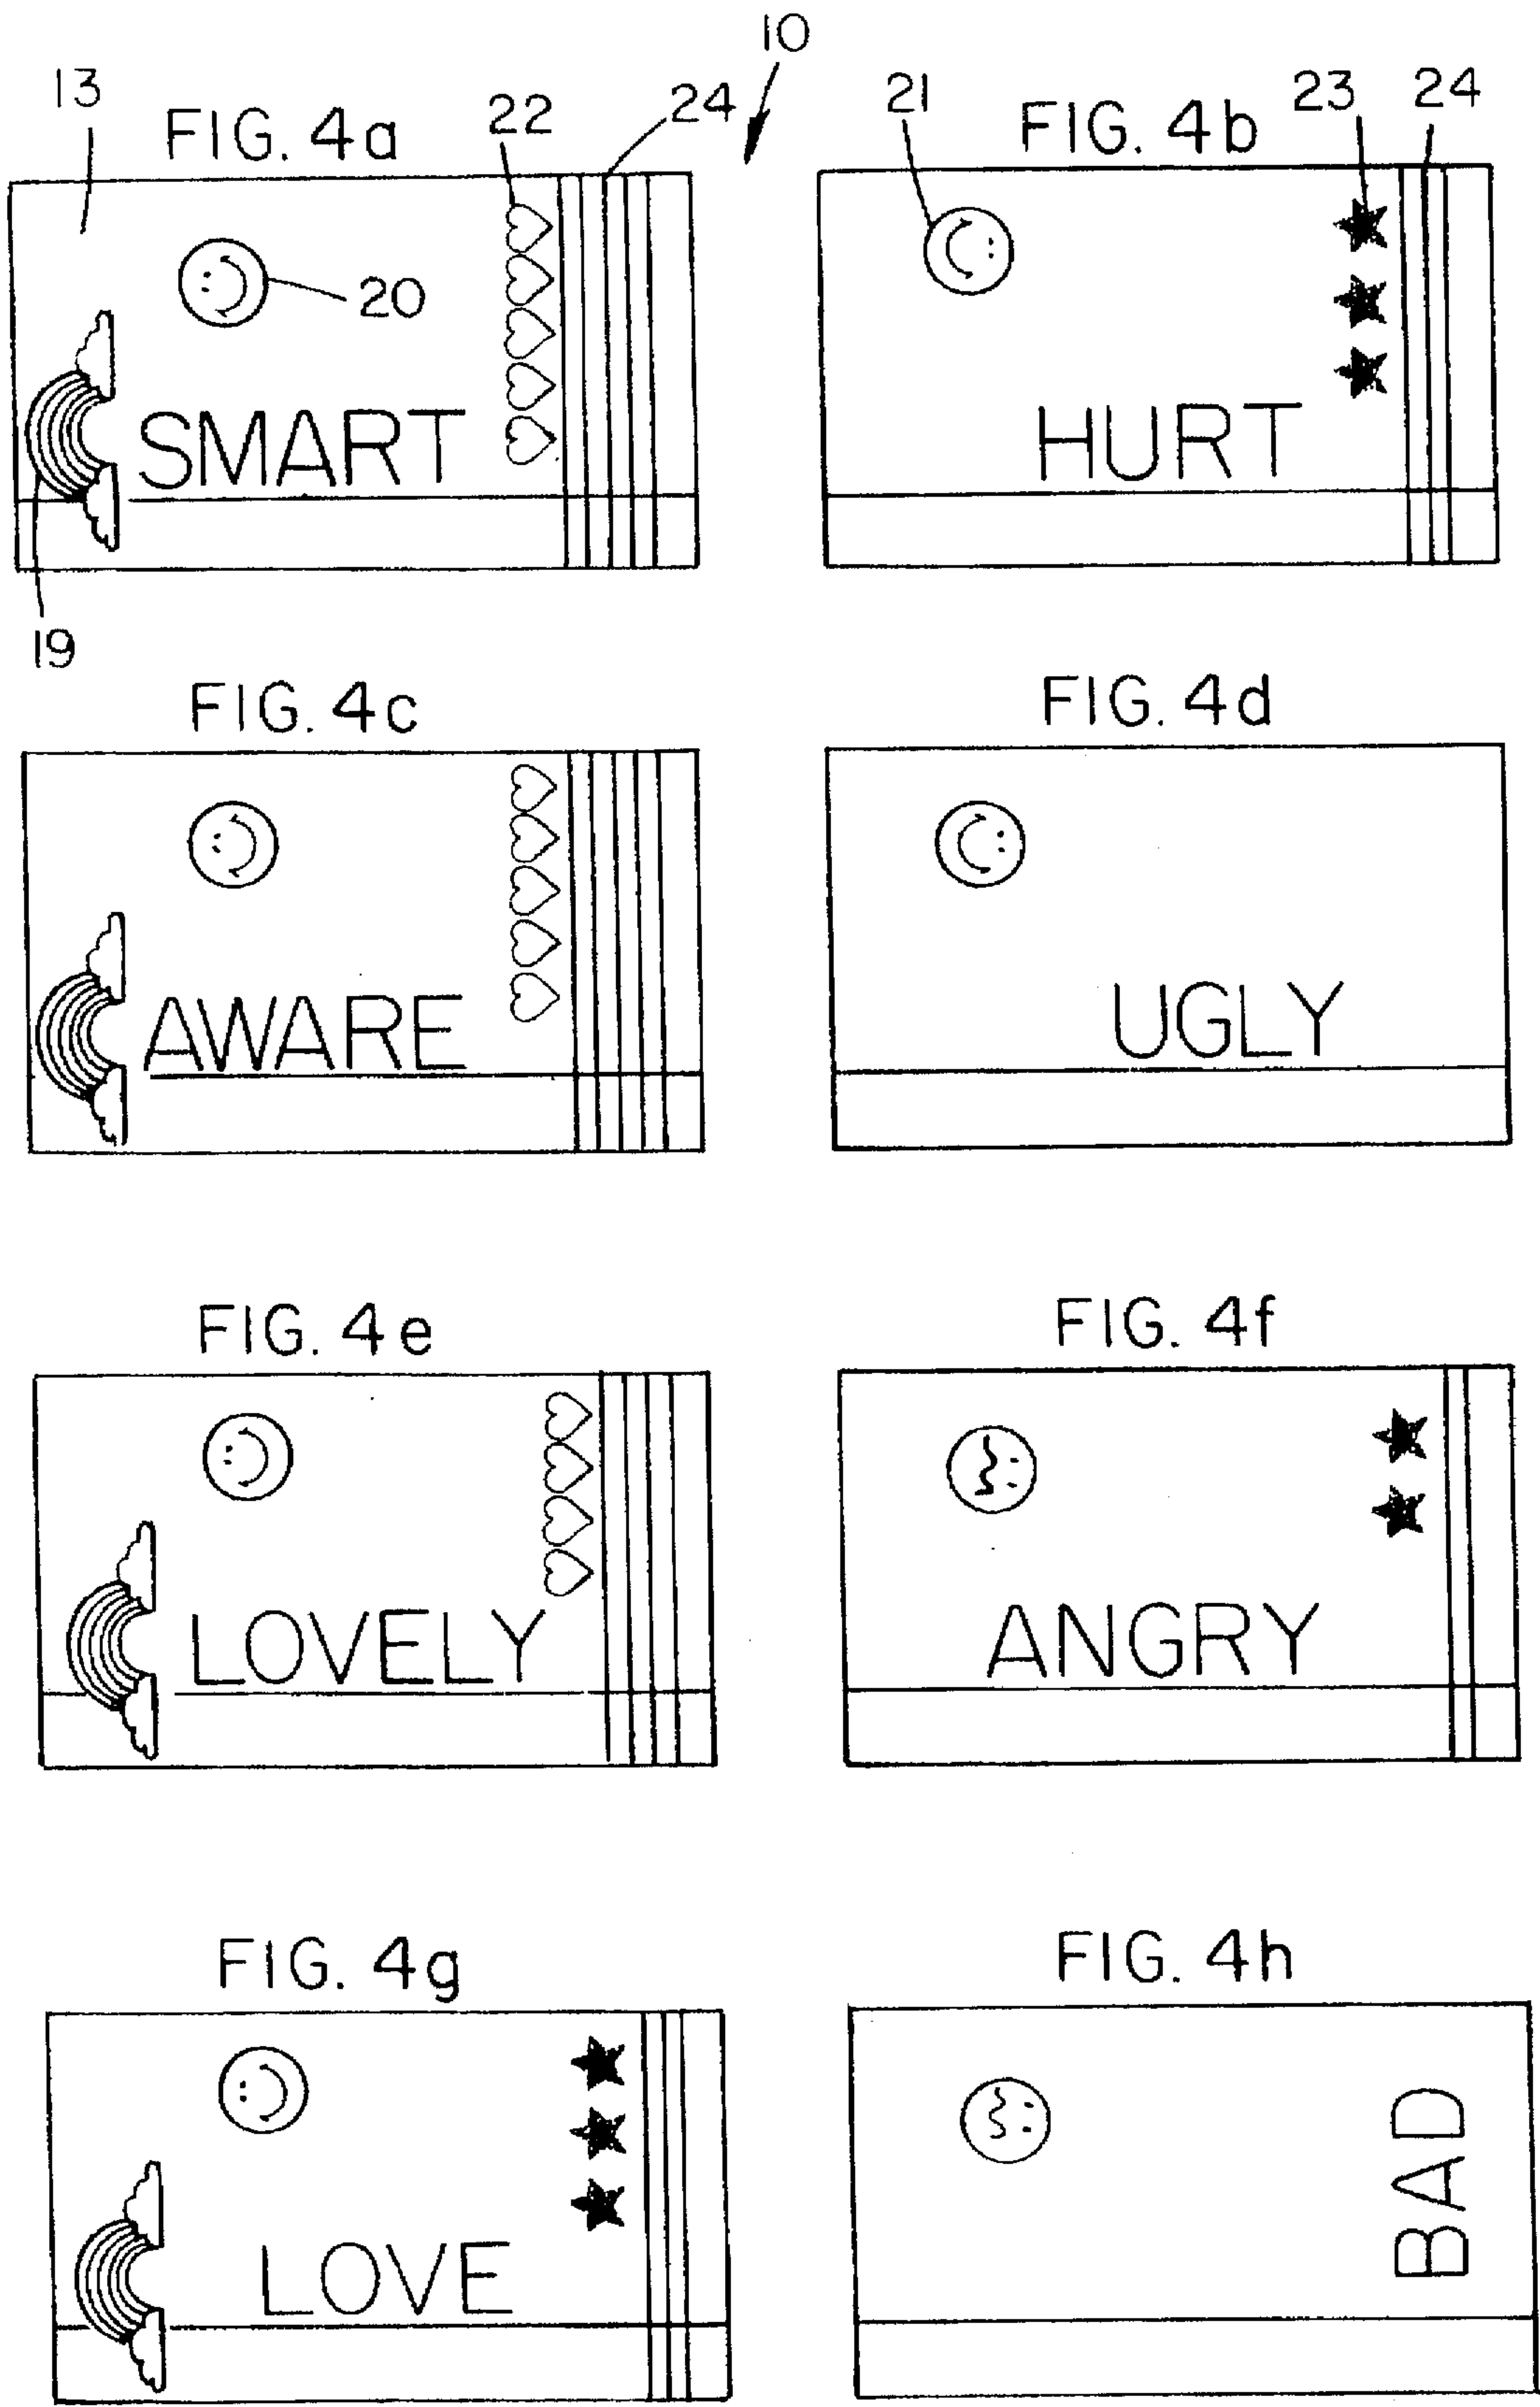 10
13
FIG. 4a
22
24
21
FIG. 4b
23
24
20
SMART
HURT
19
FIG. 4c
FIG. 4d
AWARE
UGLY
FIG. 4e
FIG. 4f
LOVELY
ANGRY
FIG. 4g
FIG. 4h
LOVE
BAD